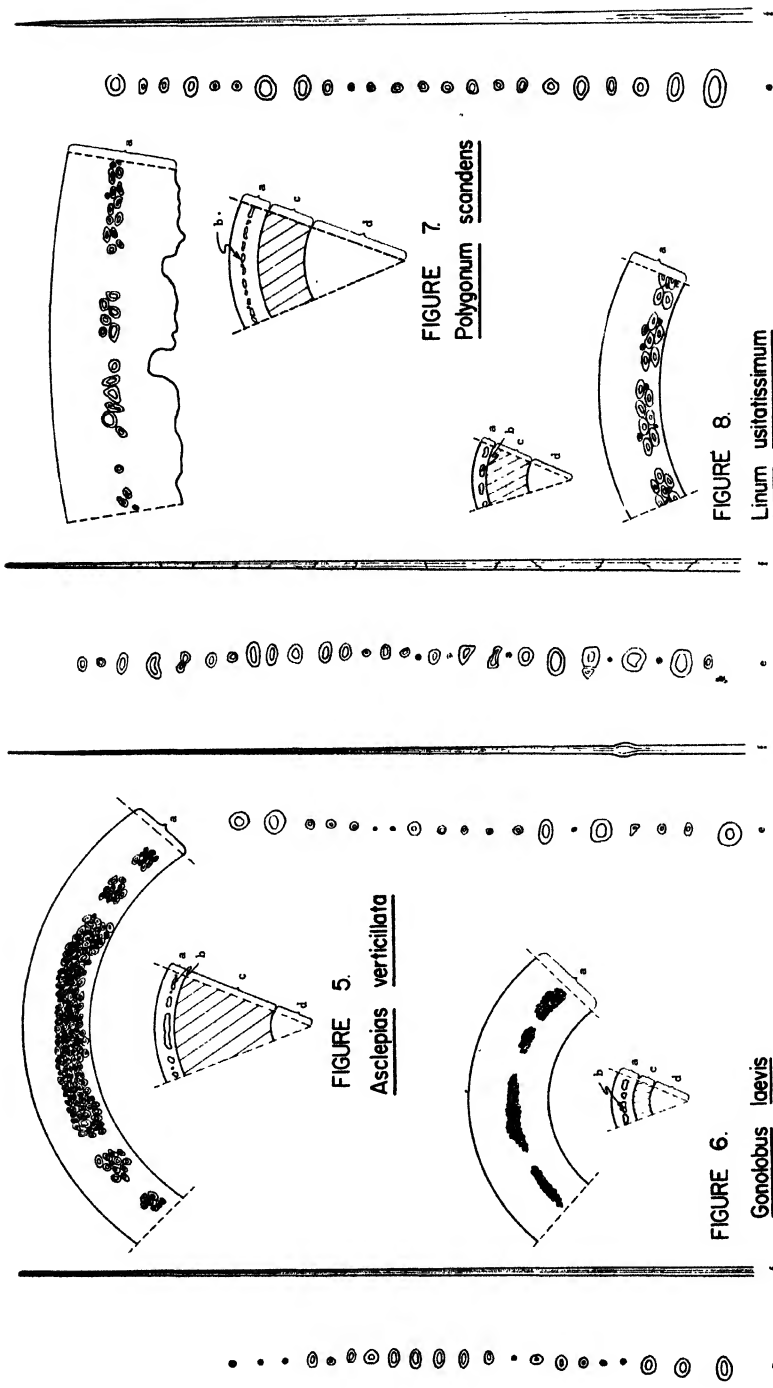 FIGURE 5.
Asclepias verticillata
a
a
b
c
d
e
f
FIGURE 6.
Gonolobus laevis
a
b
a
c
d
e
f
FIGURE 7.
Polygonum scandens
a
b
a
c
d
e
f
FIGURE 8.
Linum usitatissimum
a
b
c
d
a
e
f